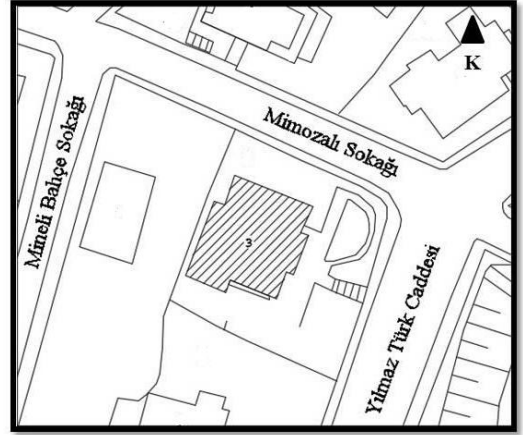 K
Mimozalı Sokağı
Mineli Bahçe Sokağı
3
Yılmaz Türk Caddesi